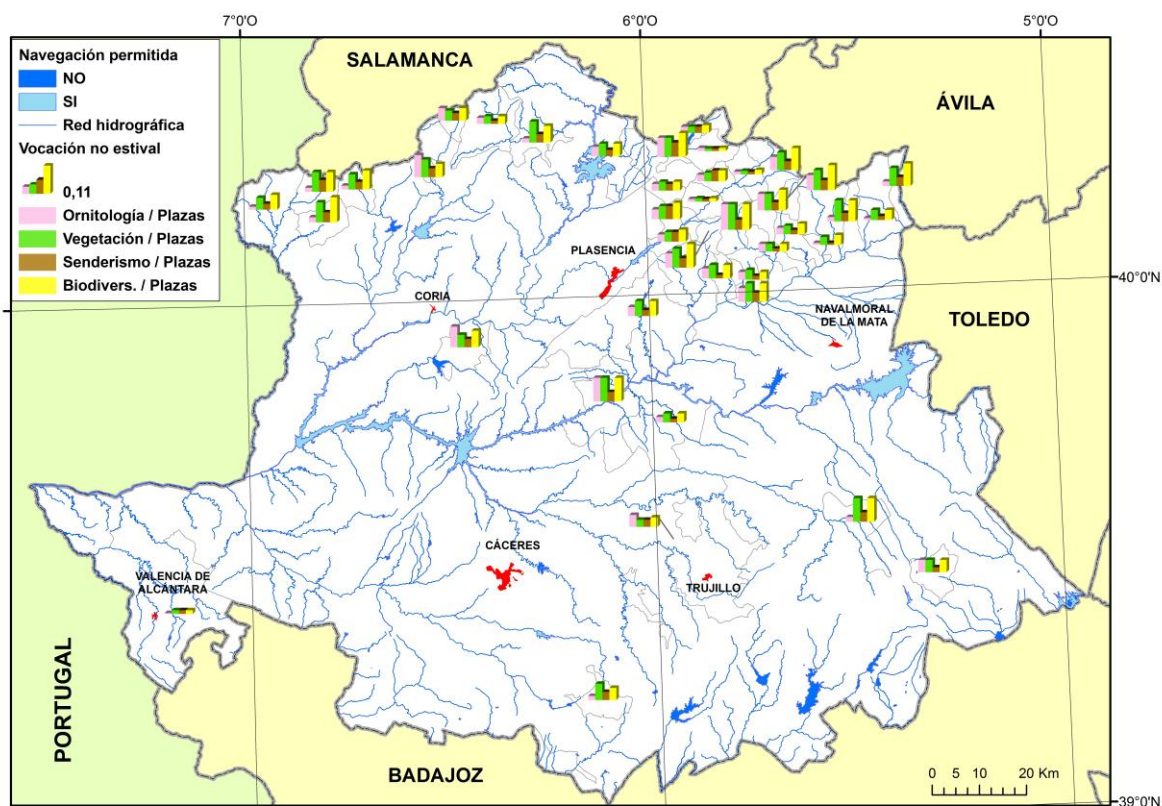 7°0'O
6°0'O
5°0'O
Navegación permitida
NO
SI
Red hidrográfica
Vocación no estival
0,11
Ornitología / Plazas
Vegetación / Plazas
Senderismo / Plazas
Biodivers. / Plazas
SALAMANCA
ÁVILA
PLASENCIA
40°0'N
CORIA
NAVALMORAL
DE LA MATA
TOLEDO
CÁCERES
VALENCIA DE
ALCÁNTARA
TRUJILLO
PORTUGAL
BADAJOZ
0 5 10 20 Km
39°0'N